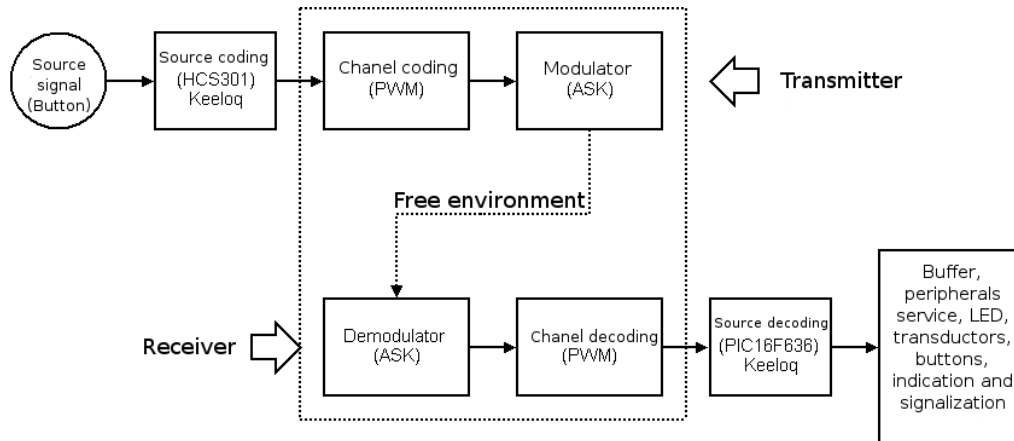 Source
signal
(Button)
Source coding
(HCS301)
Keeloq
Chanel coding
(PWM)
Modulator
(ASK)
Transmitter
Free environment
Receiver
Demodulator
(ASK)
Chanel decoding
(PWM)
Source decoding
(PIC16F636)
Keeloq
Buffer,
peripherals
service, LED,
transductors,
buttons,
indication and
signalization